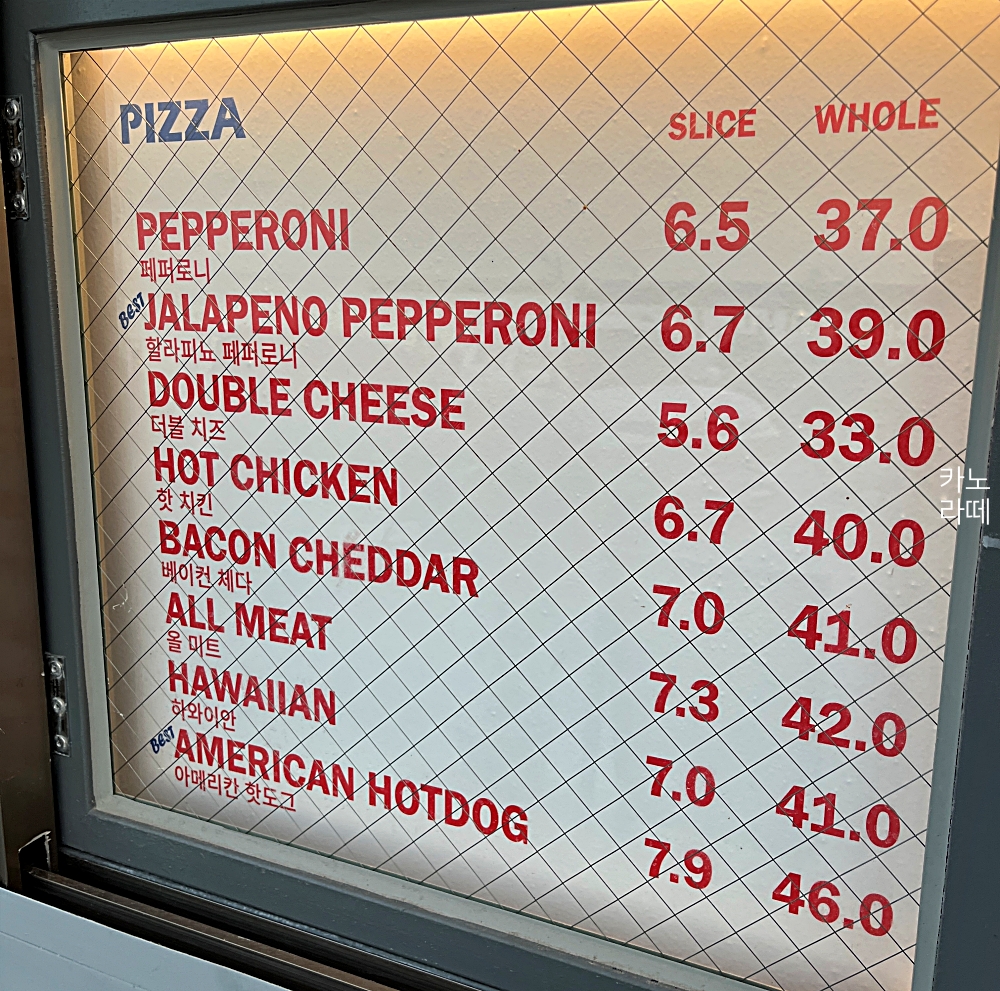 PIZZA SLICE WHOLE
PEPPERONI 6.5 37.0
페퍼로니
BEST JALAPENO PEPPERONI 6.7 39.0
할라피뇨 페퍼로니
DOUBLE CHEESE 5.6 33.0
더블 치즈
HOT CHICKEN 6.7 40.0
핫 치킨
BACON CHEDDAR 7.0 41.0
베이컨 체다
ALL MEAT 7.3 42.0
올 미트
HAWAIIAN 7.0 41.0
하와이안
BEST AMERICAN HOTDOG 7.9 46.0
아메리칸 핫도그
카노
라떼